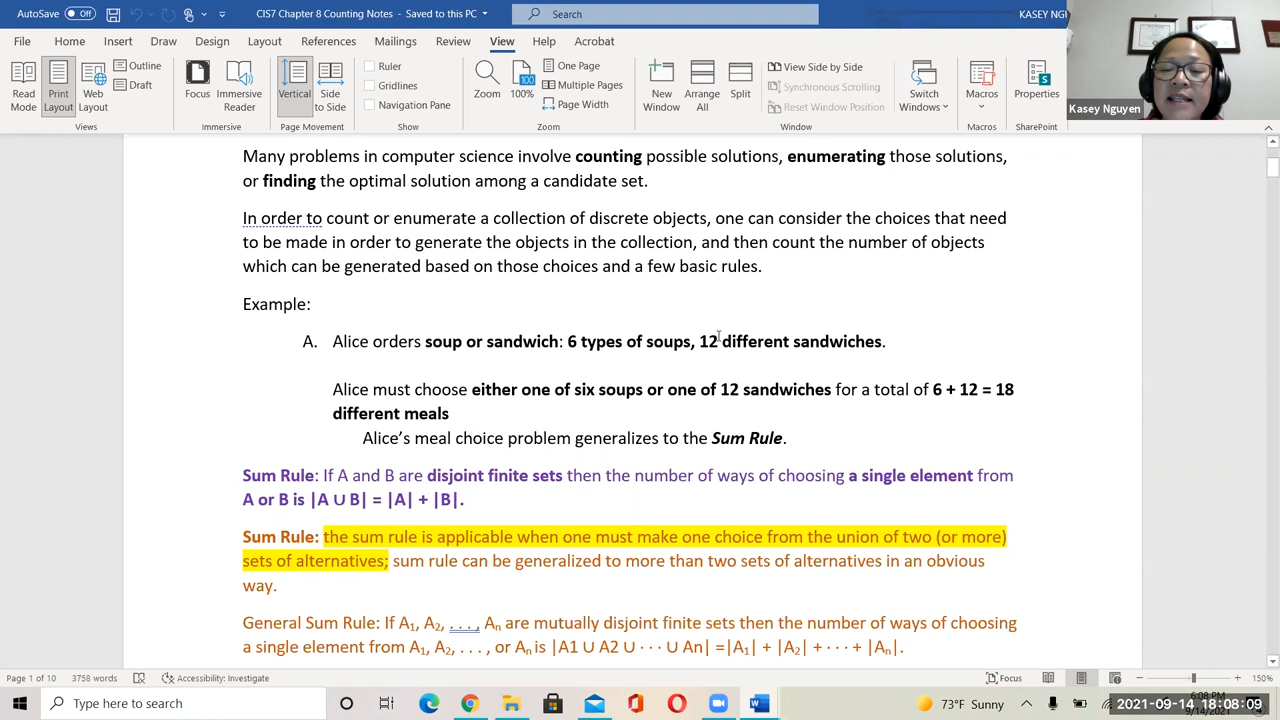 CIS7 Chapter 2 Counting - Saved
Search
KASEY NGU
File Home Insert Draw Design Layout References Mailings Review View Help Acrobat
Read Mode
Print Layout
Web Layout
Outline
Draft
Views
Focus
Immersive Reader
Immersive
Vertical
Side to Side
Page Movement
Ruler
Gridlines
Navigation Pane
Show
Zoom
100
100%
One Page
Multiple Pages
Page Width
Zoom
New Window
Arrange All
Split
View Side by Side
Synchronous Scrolling
Reset Window Position
Window
Switch Windows
Macros
Macros
Properties
SharePoint
Kasey Nguyen
Many problems in computer science involve counting possible solutions, enumerating those solutions,
or finding the optimal solution among a candidate set.
In order to count or enumerate a collection of discrete objects, one can consider the choices that need
to be made in order to generate the objects in the collection, and then count the number of objects
which can be generated based on those choices and a few basic rules.
Example:
A. Alice orders soup or sandwich: 6 types of soups, 12 different sandwiches.
Alice must choose either one of six soups or one of 12 sandwiches for a total of 6 + 12 = 18
different meals
Alice’s meal choice problem generalizes to the Sum Rule.
Sum Rule: If A and B are disjoint finite sets then the number of ways of choosing a single element from
A or B is |A ∪ B| = |A| + |B|.
Sum Rule: the sum rule is applicable when one must make one choice from the union of two (or more)
sets of alternatives; sum rule can be generalized to more than two sets of alternatives in an obvious
way.
General Sum Rule: If A₁, A₂, . . . , Aₙ are mutually disjoint finite sets then the number of ways of choosing
a single element from A₁, A₂, . . . , or Aₙ is |A1 ∪ A2 ∪ · · · ∪ An| =|A₁| + |A₂| + · · · + |Aₙ|.
Page 1 of 10 3758 words Accessibility: Investigate Focus 150%
Type here to search
73°F Sunny
6:08 PM
9/14/2021
2021-09-14 18:08:09